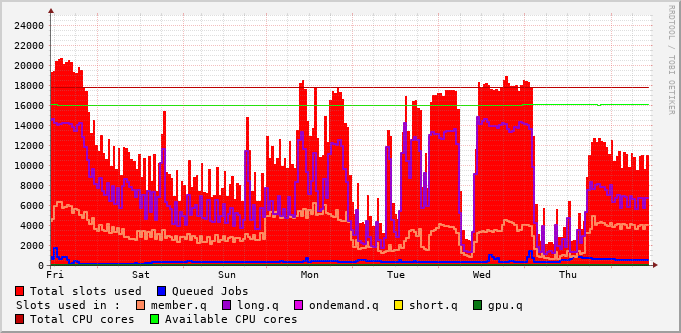 RRDTOOL / TOBI OETIKER
24000
22000
20000
18000
16000
14000
12000
10000
8000
6000
4000
2000
0
Fri Sat Sun Mon Tue Wed Thu
Total slots used Queued Jobs
Slots used in : member.q long.q ondemand.q short.q gpu.q
Total CPU cores Available CPU cores